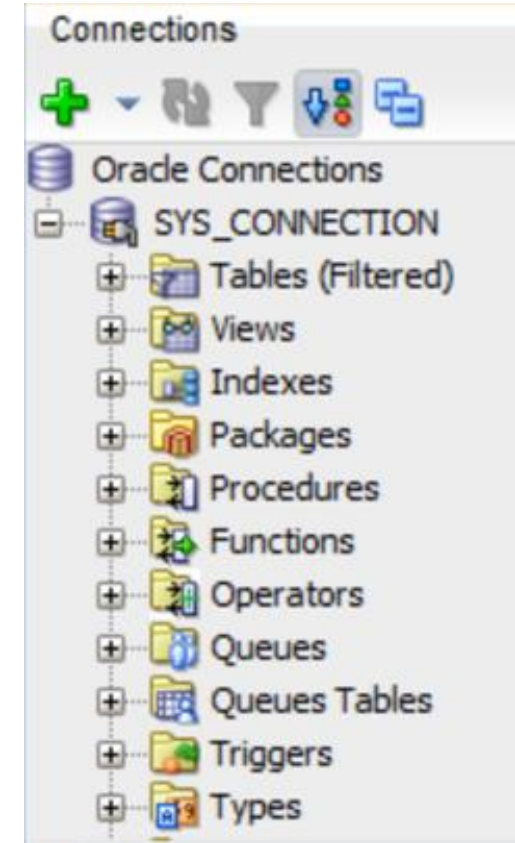 Connections
Oracle Connections
SYS_CONNECTION
Tables (Filtered)
Views
Indexes
Packages
Procedures
Functions
Operators
Queues
Queues Tables
Triggers
Types